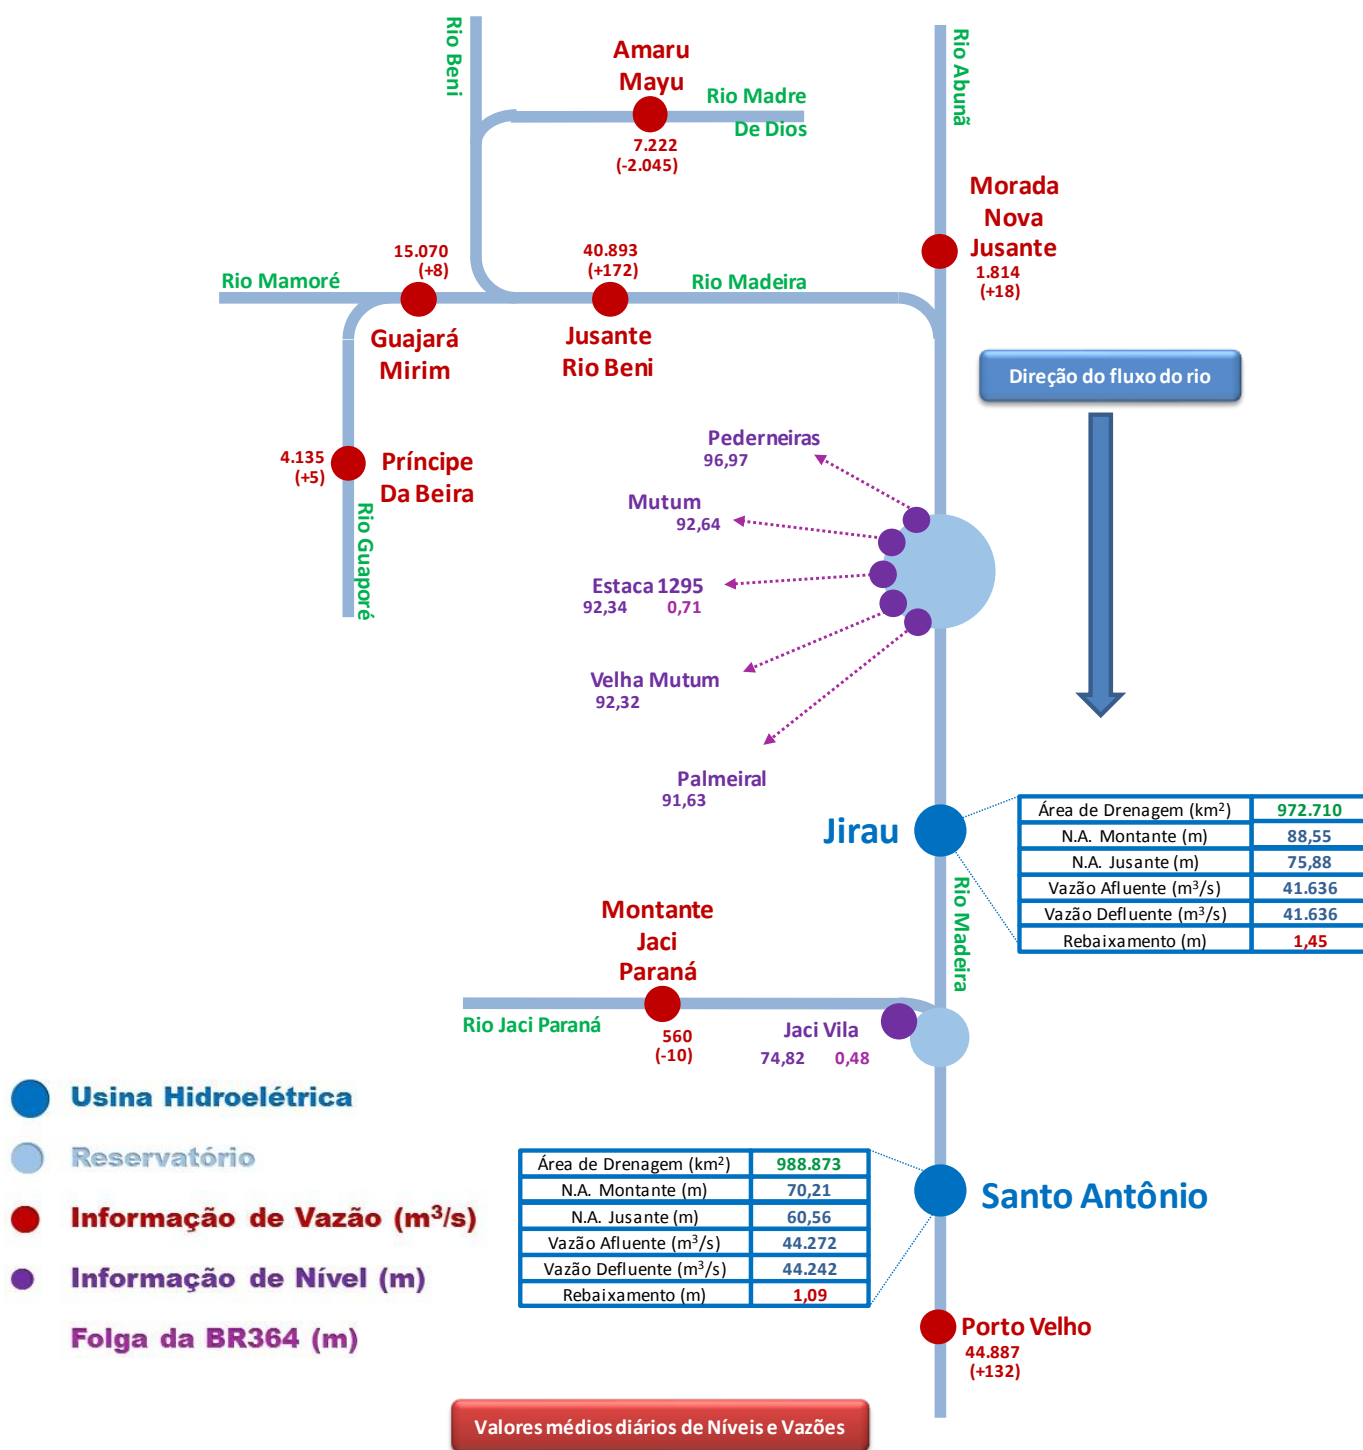 Rio Beni
Amaru
Mayu
Rio Madre
De Dios
7.222
(-2.045)
Rio Abunã
Morada
Nova
Jusante
1.814
(+18)
15.070
(+8)
40.893
(+172)
Rio Mamoré
Rio Madeira
Guajará
Mirim
Jusante
Rio Beni
Direção do fluxo do rio
4.135
(+5)
Príncipe
Da Beira
Rio Guaporé
Pederneiras
96,97
Mutum
92,64
Estaca 1295
92,34 0,71
Velha Mutum
92,32
Palmeiral
91,63
Jirau
Área de Drenagem (km²) 972.710
N.A. Montante (m) 88,55
N.A. Jusante (m) 75,88
Vazão Afluente (m³/s) 41.636
Vazão Defluente (m³/s) 41.636
Rebaixamento (m) 1,45
Rio Madeira
Montante
Jaci
Paraná
Rio Jaci Paraná
560
(-10)
Jaci Vila
74,82 0,48
Usina Hidroelétrica
Reservatório
Informação de Vazão (m³/s)
Informação de Nível (m)
Folga da BR364 (m)
Área de Drenagem (km²) 988.873
N.A. Montante (m) 70,21
N.A. Jusante (m) 60,56
Vazão Afluente (m³/s) 44.272
Vazão Defluente (m³/s) 44.242
Rebaixamento (m) 1,09
Santo Antônio
Porto Velho
44.887
(+132)
Valores médios diários de Níveis e Vazões